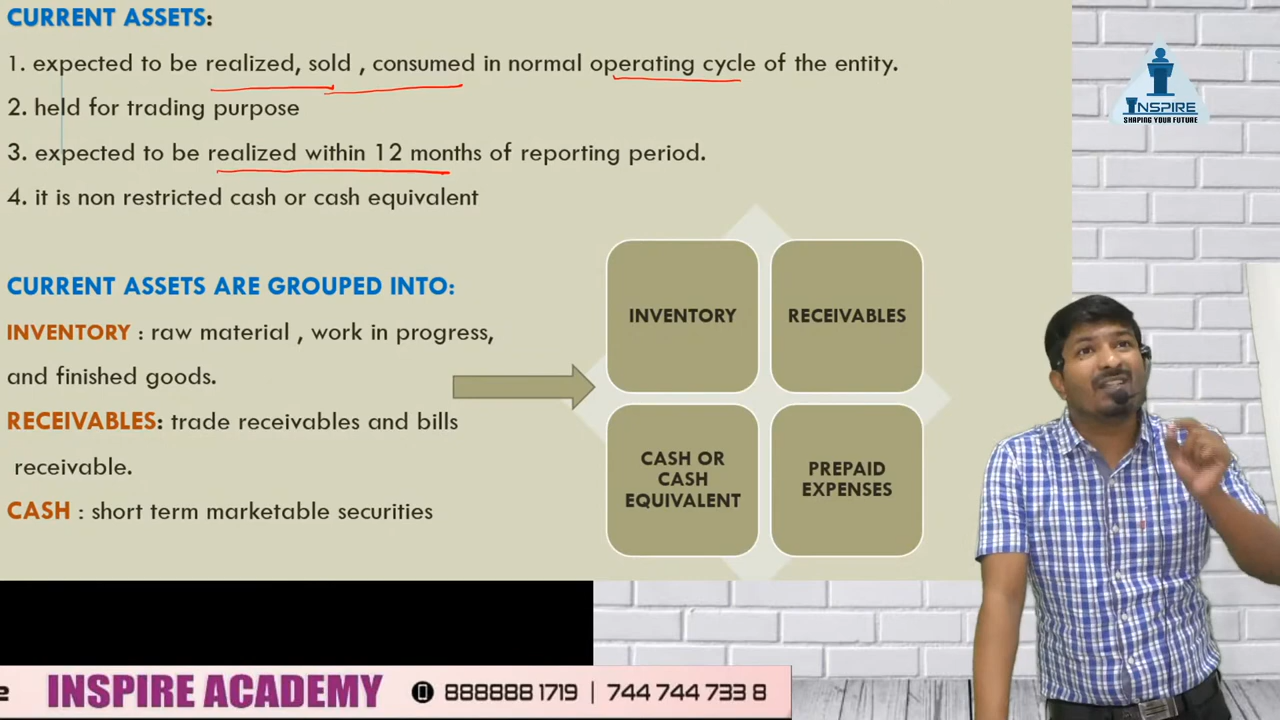 CURRENT ASSETS:
1. expected to be realized, sold , consumed in normal operating cycle of the entity.
2. held for trading purpose
3. expected to be realized within 12 months of reporting period.
4. it is non restricted cash or cash equivalent
CURRENT ASSETS ARE GROUPED INTO:
INVENTORY : raw material , work in progress,
and finished goods.
RECEIVABLES: trade receivables and bills
receivable.
CASH : short term marketable securities
INVENTORY
RECEIVABLES
CASH OR
CASH
EQUIVALENT
PREPAID
EXPENSES
INSPIRE
SHAPING YOUR FUTURE
e INSPIRE ACADEMY 888888 1719 | 744 744 733 8